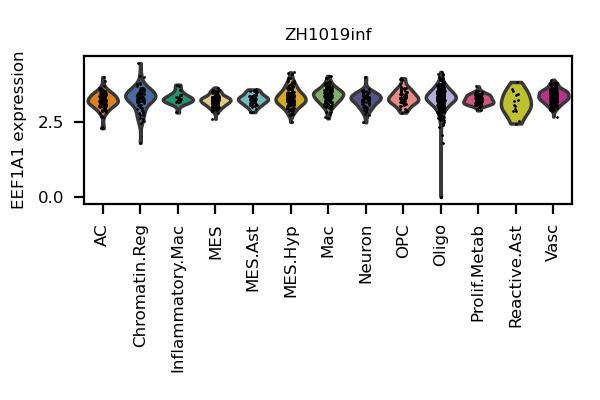 ZH1019inf
EEF1A1 expression
2.5
0.0
AC
Chromatin.Reg
Inflammatory.Mac
MES
MES.Ast
MES.Hyp
Mac
Neuron
OPC
Oligo
Prolif.Metab
Reactive.Ast
Vasc